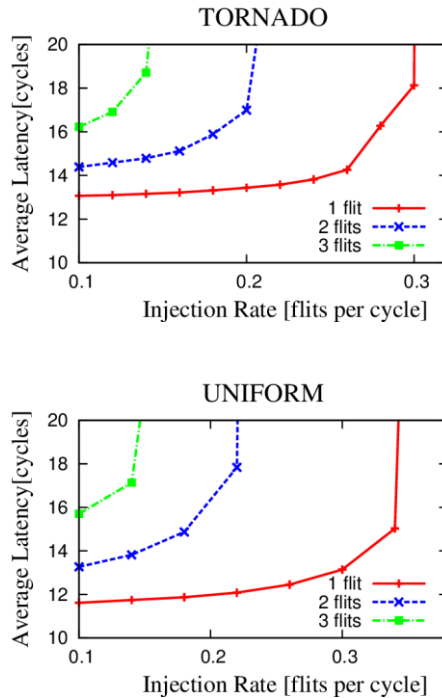 TORNADO
Average Latency[cycles]
20
18
16
14
12
10
1 flit
2 flits
3 flits
0.1
0.2
0.3
Injection Rate [flits per cycle]
UNIFORM
Average Latency[cycles]
20
18
16
14
12
10
1 flit
2 flits
3 flits
0.1
0.2
0.3
Injection Rate [flits per cycle]